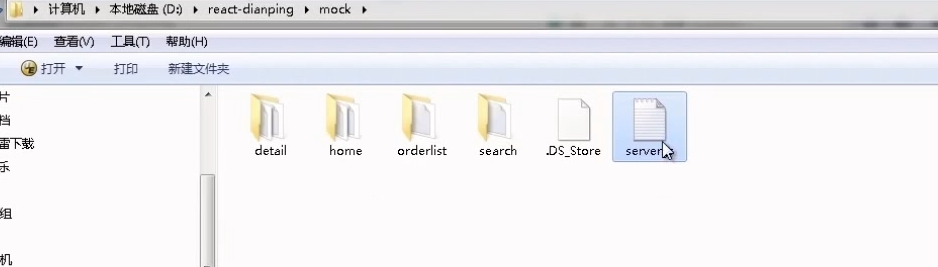 计算机 ▸ 本地磁盘 (D:) ▸ react-dianping ▸ mock ▸
编辑(E) 查看(V) 工具(T) 帮助(H)
打开 打印 新建文件夹
片
档
雷下载
乐
组
机
detail home orderlist search .DS_Store server